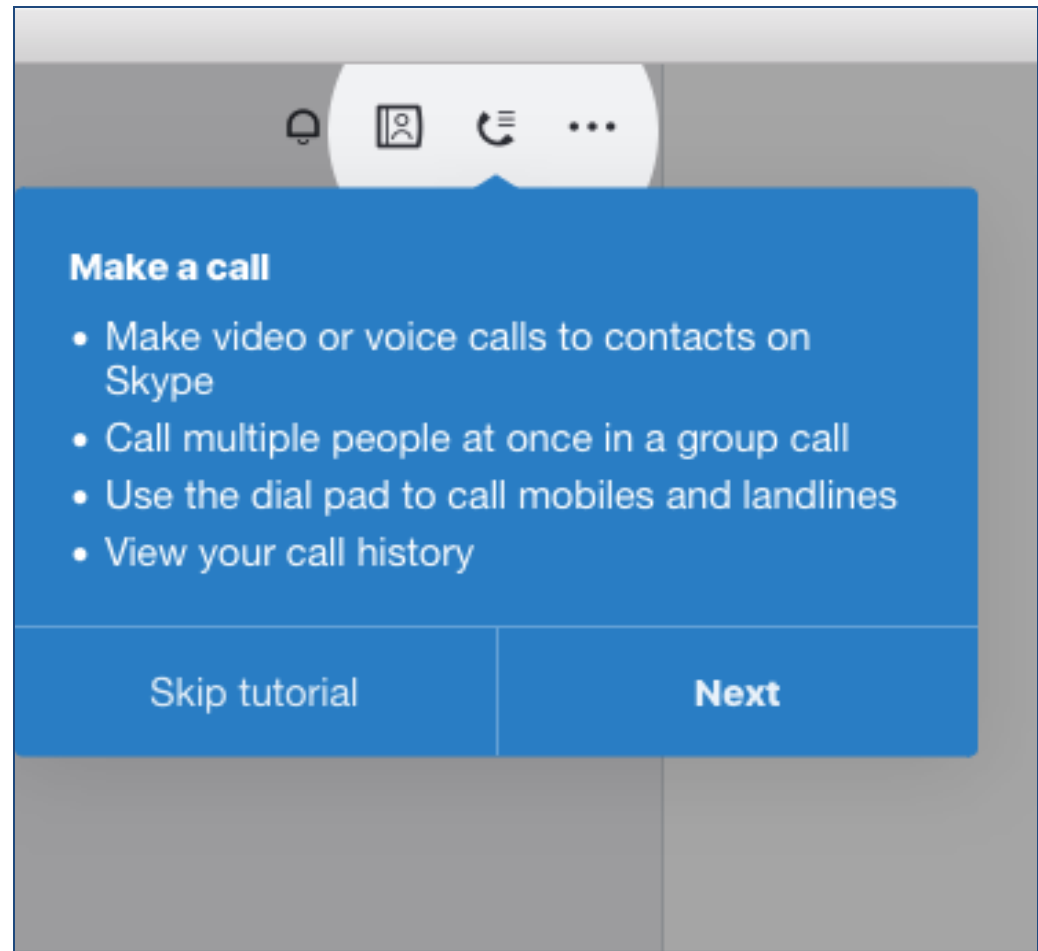 Make a call
• Make video or voice calls to contacts on
Skype
• Call multiple people at once in a group call
• Use the dial pad to call mobiles and landlines
• View your call history
Skip tutorial
Next